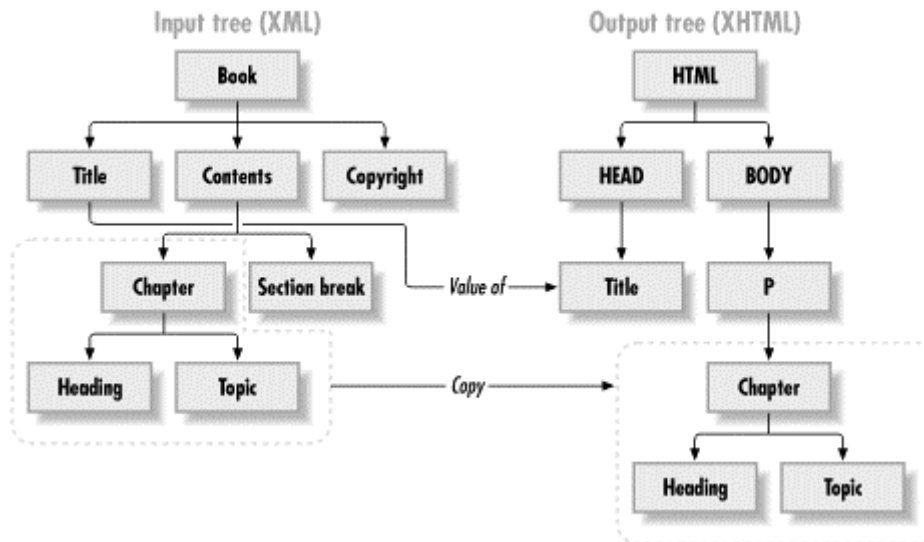 Input tree (XML)
Output tree (XHTML)
Book
HTML
Title
Contents
Copyright
HEAD
BODY
Chapter
Section break
Value of
Title
P
Heading
Topic
Copy
Chapter
Heading
Topic